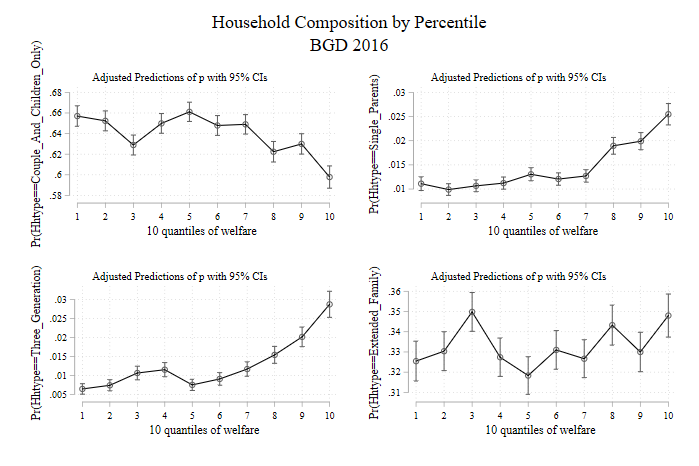 Household Composition by Percentile
BGD 2016
Adjusted Predictions of p with 95% CIs
Pr(Hhtype==Couple_And_Children_Only)
.68
.66
.64
.62
.6
.58
1 2 3 4 5 6 7 8 9 10
10 quantiles of welfare
Adjusted Predictions of p with 95% CIs
Pr(Hhtype==Single_Parents)
.03
.025
.02
.015
.01
1 2 3 4 5 6 7 8 9 10
10 quantiles of welfare
Adjusted Predictions of p with 95% CIs
Pr(Hhtype==Three_Generation)
.03
.025
.02
.015
.01
.005
1 2 3 4 5 6 7 8 9 10
10 quantiles of welfare
Adjusted Predictions of p with 95% CIs
Pr(Hhtype==Extended_Family)
.36
.35
.34
.33
.32
.31
1 2 3 4 5 6 7 8 9 10
10 quantiles of welfare